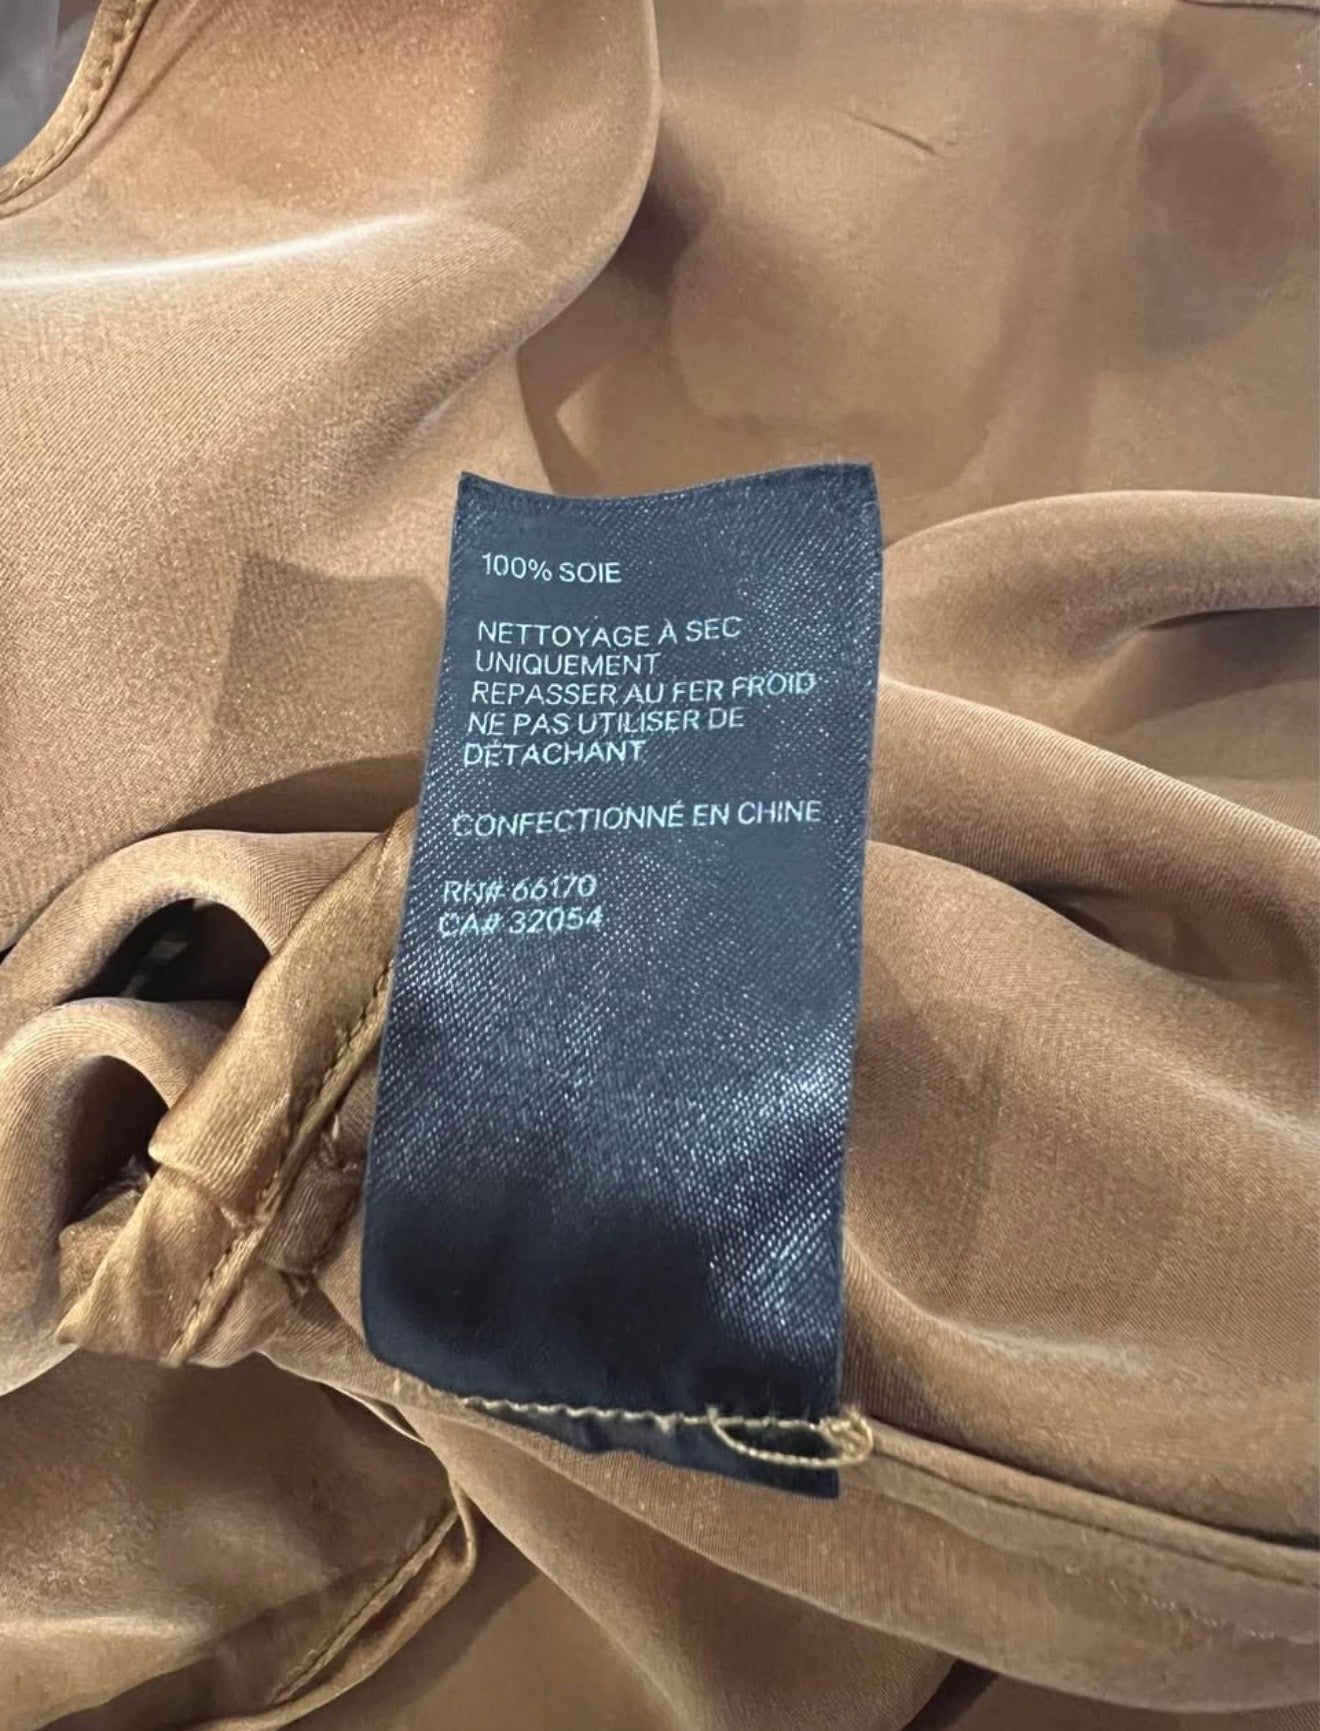 100% SOIE
NETTOYAGE À SEC
UNIQUEMENT
REPASSER AU FER FROID
NE PAS UTILISER DE
DÉTACHANT
CONFECTIONNÉ EN CHINE
RN# 66170
CA# 32054